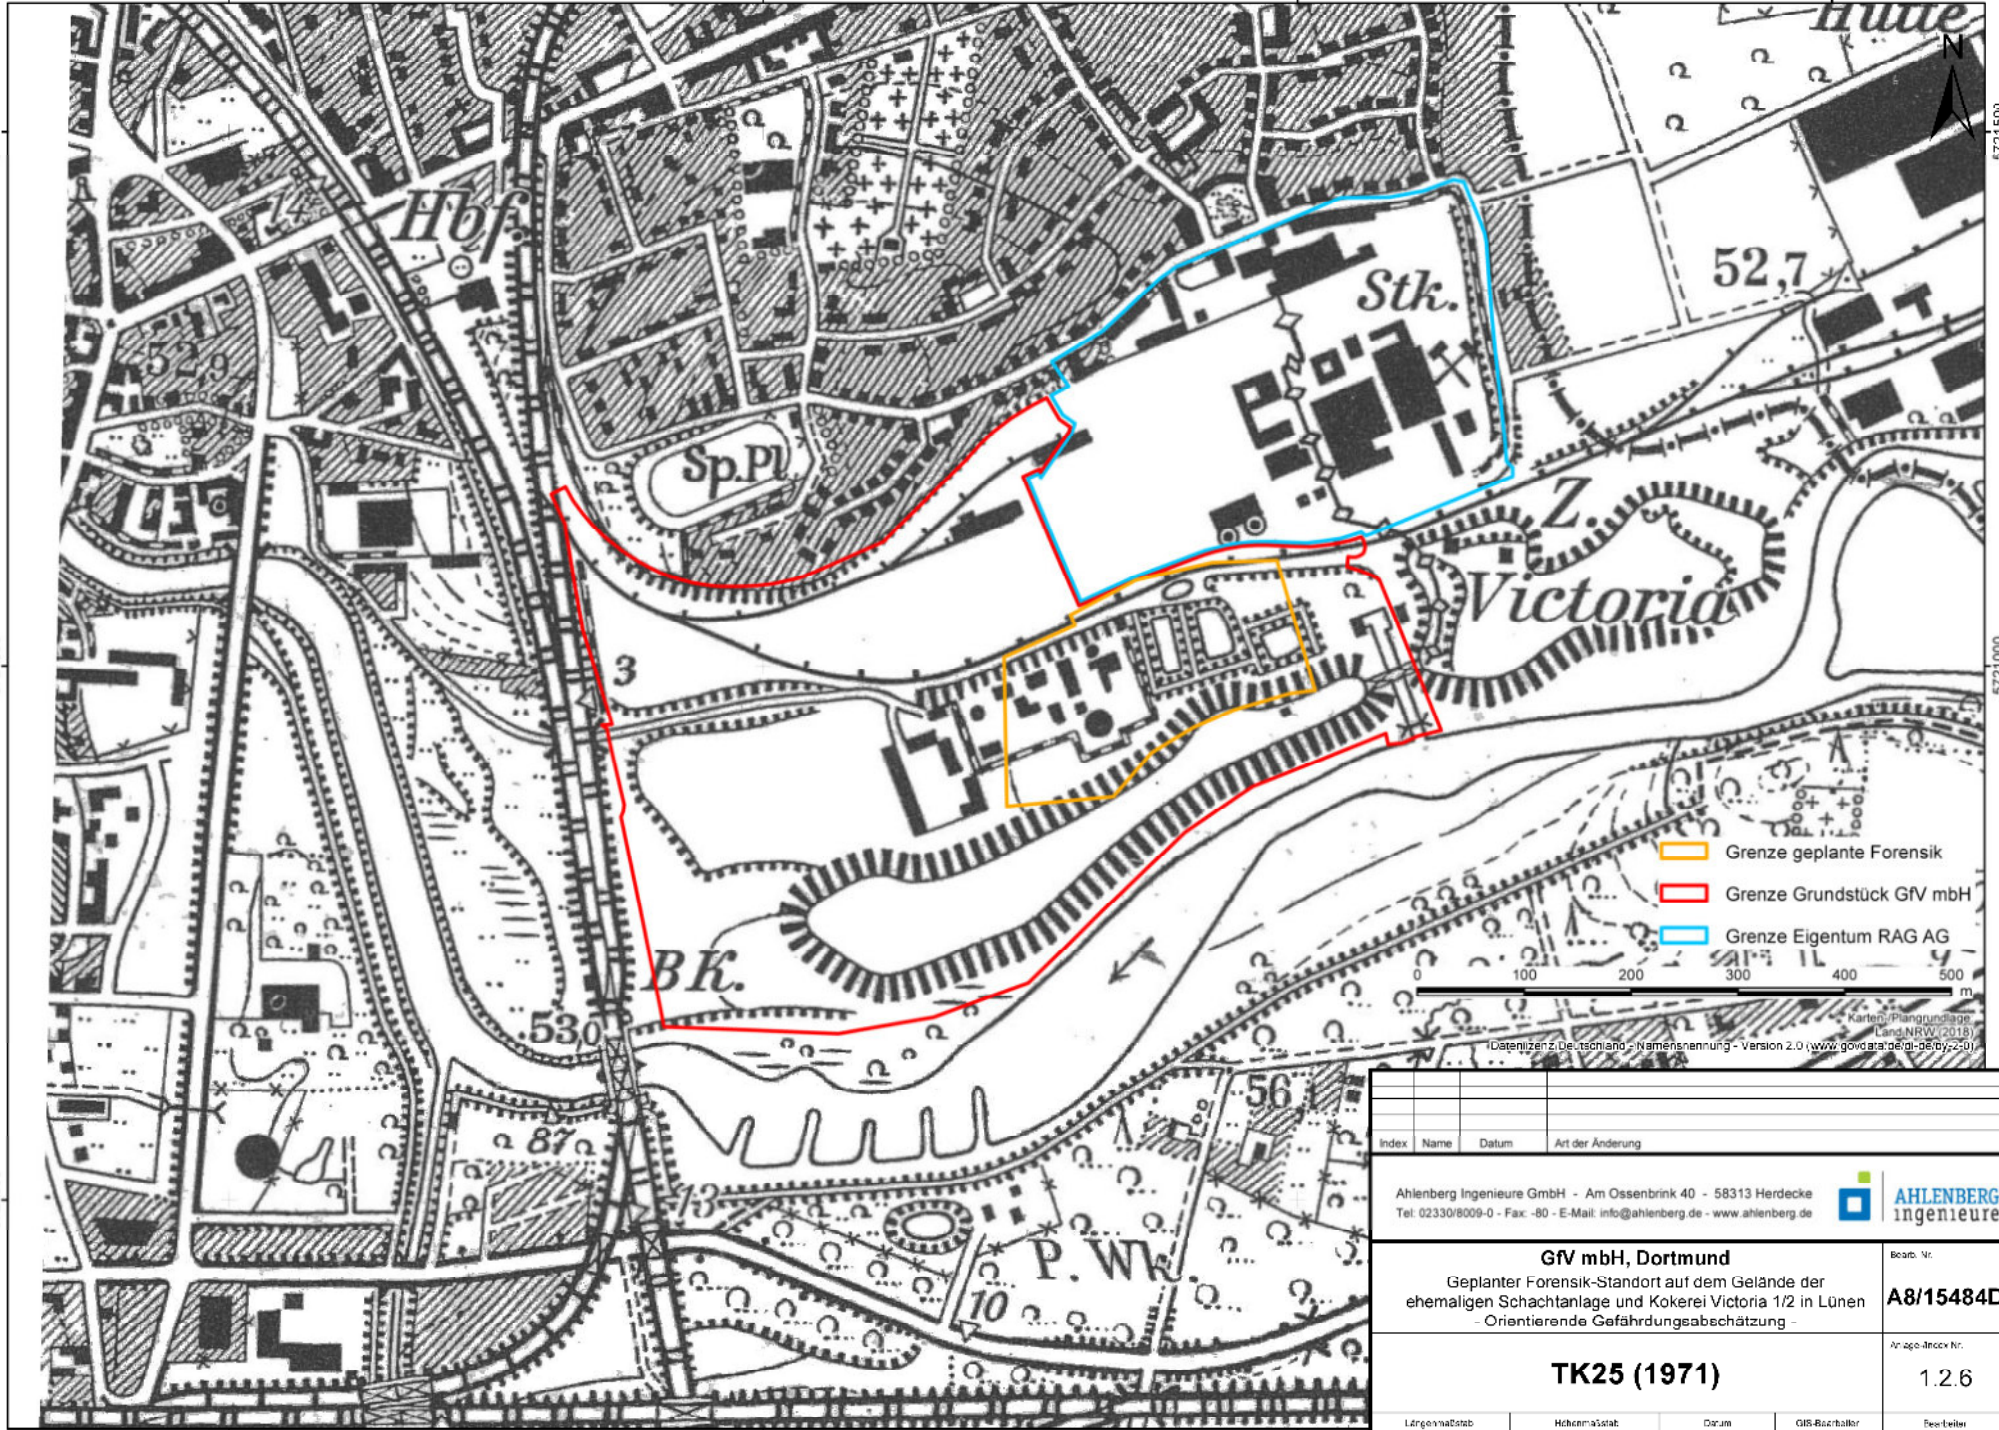 Hütte
N
Hbf
14
52,9
52,7
Stk.
Sp.Pl.
Z.
Victoria
3
BK.
53,0
87
13
56
P. Wk.
10
Grenze geplante Forensik
Grenze Grundstück GfV mbH
Grenze Eigentum RAG AG
0 100 200 300 400 500
m
Karten-/Plangrundlage
Land NRW (2018)
Datenlizenz Deutschland - Namensnennung - Version 2.0 (www.govdata.de/dl-de/by-2-0)
Index Name Datum Art der Änderung
Ahlenberg Ingenieure GmbH - Am Ossenbrink 40 - 58313 Herdecke
Tel: 02330/8009-0 - Fax: -80 - E-Mail: info@ahlenberg.de - www.ahlenberg.de
AHLENBERG
ingenieure
GfV mbH, Dortmund
Bearb. Nr.
Geplanter Forensik-Standort auf dem Gelände der
ehemaligen Schachtanlage und Kokerei Victoria 1/2 in Lünen
- Orientierende Gefährdungsabschätzung -
A8/15484D
TK25 (1971)
Anlage-/Index Nr.
1.2.6
Längenmaßstab Höhenmaßstab Datum GIS-Bearbeiter Bearbeiter